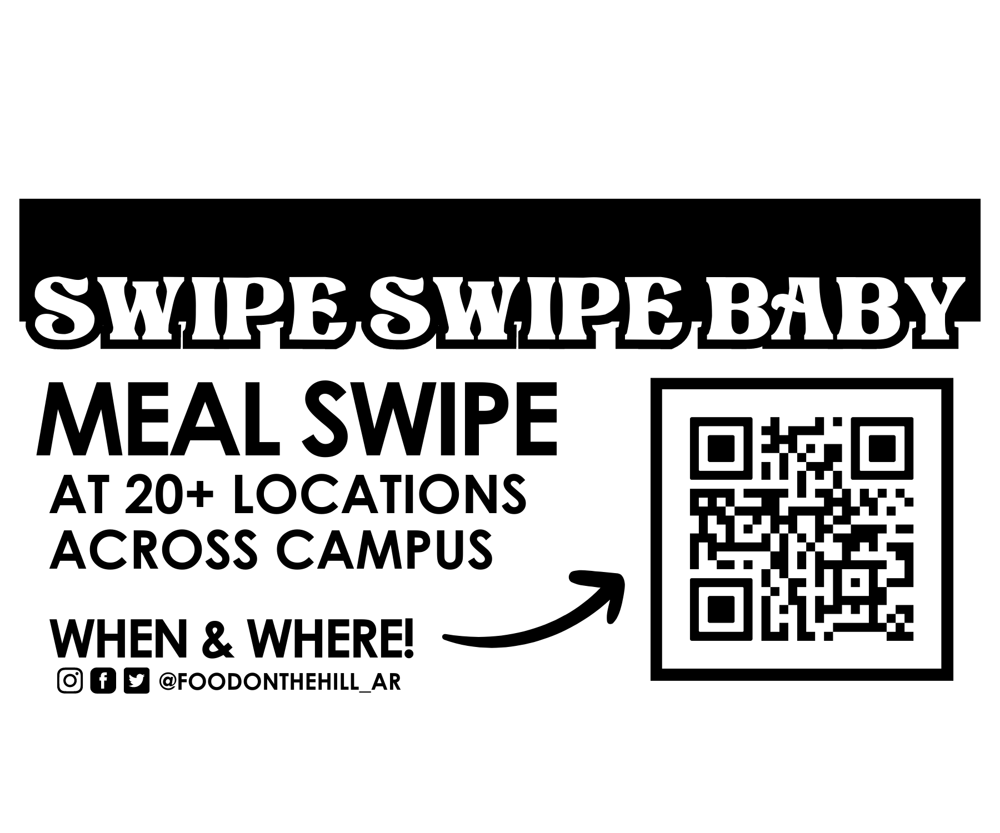 SWIPE SWIPE BABY
MEAL SWIPE
AT 20+ LOCATIONS
ACROSS CAMPUS
WHEN & WHERE!
@FOODONTHEHILL_AR